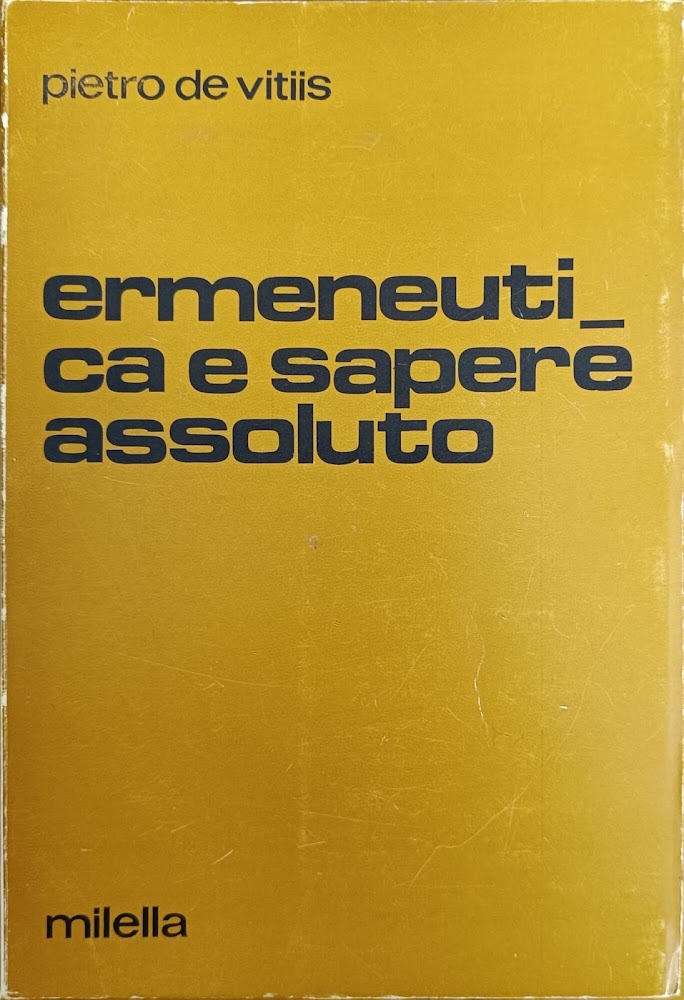 pietro de vitiis
ermeneuti_
ca e sapere
assoluto
milella